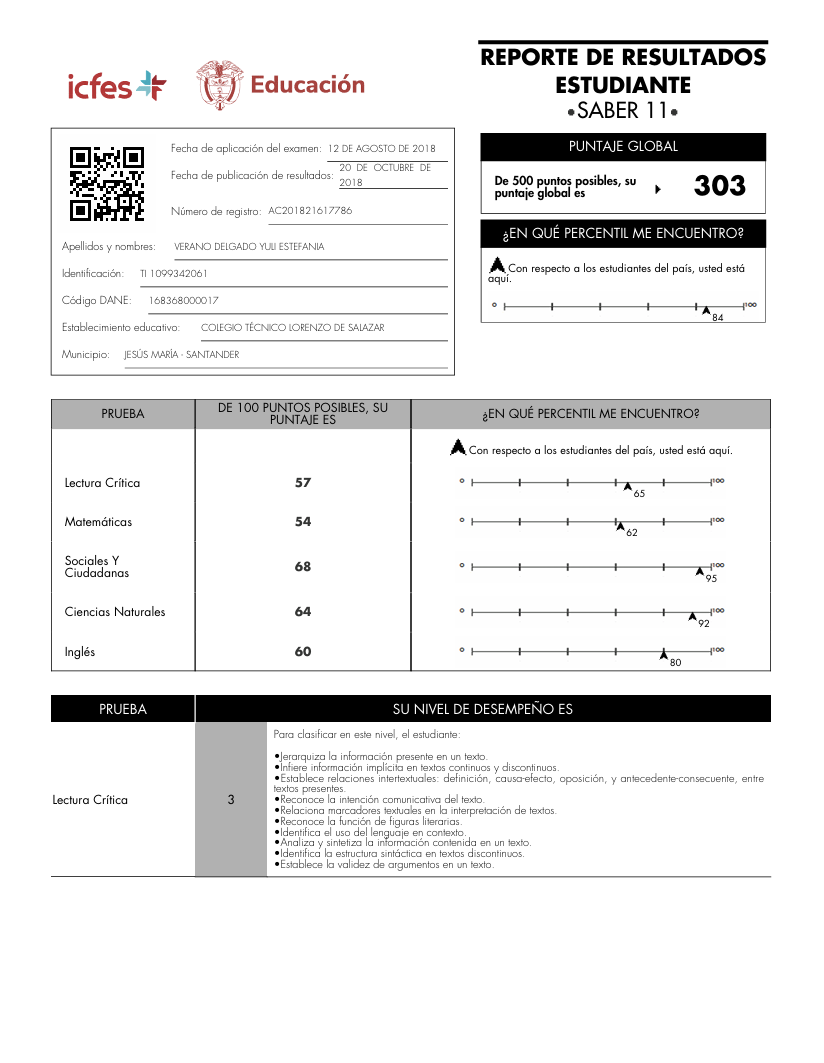 icfes
Educación
REPORTE DE RESULTADOS
ESTUDIANTE
•SABER 11•
Fecha de aplicación del examen: 12 DE AGOSTO DE 2018
Fecha de publicación de resultados: 20 DE OCTUBRE DE
2018
Número de registro: AC201821617786
Apellidos y nombres: VERANO DELGADO YULI ESTEFANIA
Identificación: TI 1099342061
Código DANE: 168368000017
Establecimiento educativo: COLEGIO TÉCNICO LORENZO DE SALAZAR
Municipio: JESÚS MARÍA - SANTANDER
PUNTAJE GLOBAL
De 500 puntos posibles, su
puntaje global es
303
¿EN QUÉ PERCENTIL ME ENCUENTRO?
Con respecto a los estudiantes del país, usted está
aquí.
0 100
84
PRUEBA
DE 100 PUNTOS POSIBLES, SU
PUNTAJE ES
¿EN QUÉ PERCENTIL ME ENCUENTRO?
Con respecto a los estudiantes del país, usted está aquí.
Lectura Crítica 57 0 100
65
Matemáticas 54 0 100
62
Sociales Y
Ciudadanas 68 0 100
95
Ciencias Naturales 64 0 100
92
Inglés 60 0 100
80
PRUEBA SU NIVEL DE DESEMPEÑO ES
Lectura Crítica
3
Para clasificar en este nivel, el estudiante:
•Jerarquiza la información presente en un texto.
•Infiere información implícita en textos continuos y discontinuos.
•Establece relaciones intertextuales: definición, causa-efecto, oposición, y antecedente-consecuente, entre
textos presentes.
•Reconoce la intención comunicativa del texto.
•Relaciona marcadores textuales en la interpretación de textos.
•Reconoce la función de figuras literarias.
•Identifica el uso del lenguaje en contexto.
•Analiza y sintetiza la información contenida en un texto.
•Identifica la estructura sintáctica en textos discontinuos.
•Establece la validez de argumentos en un texto.